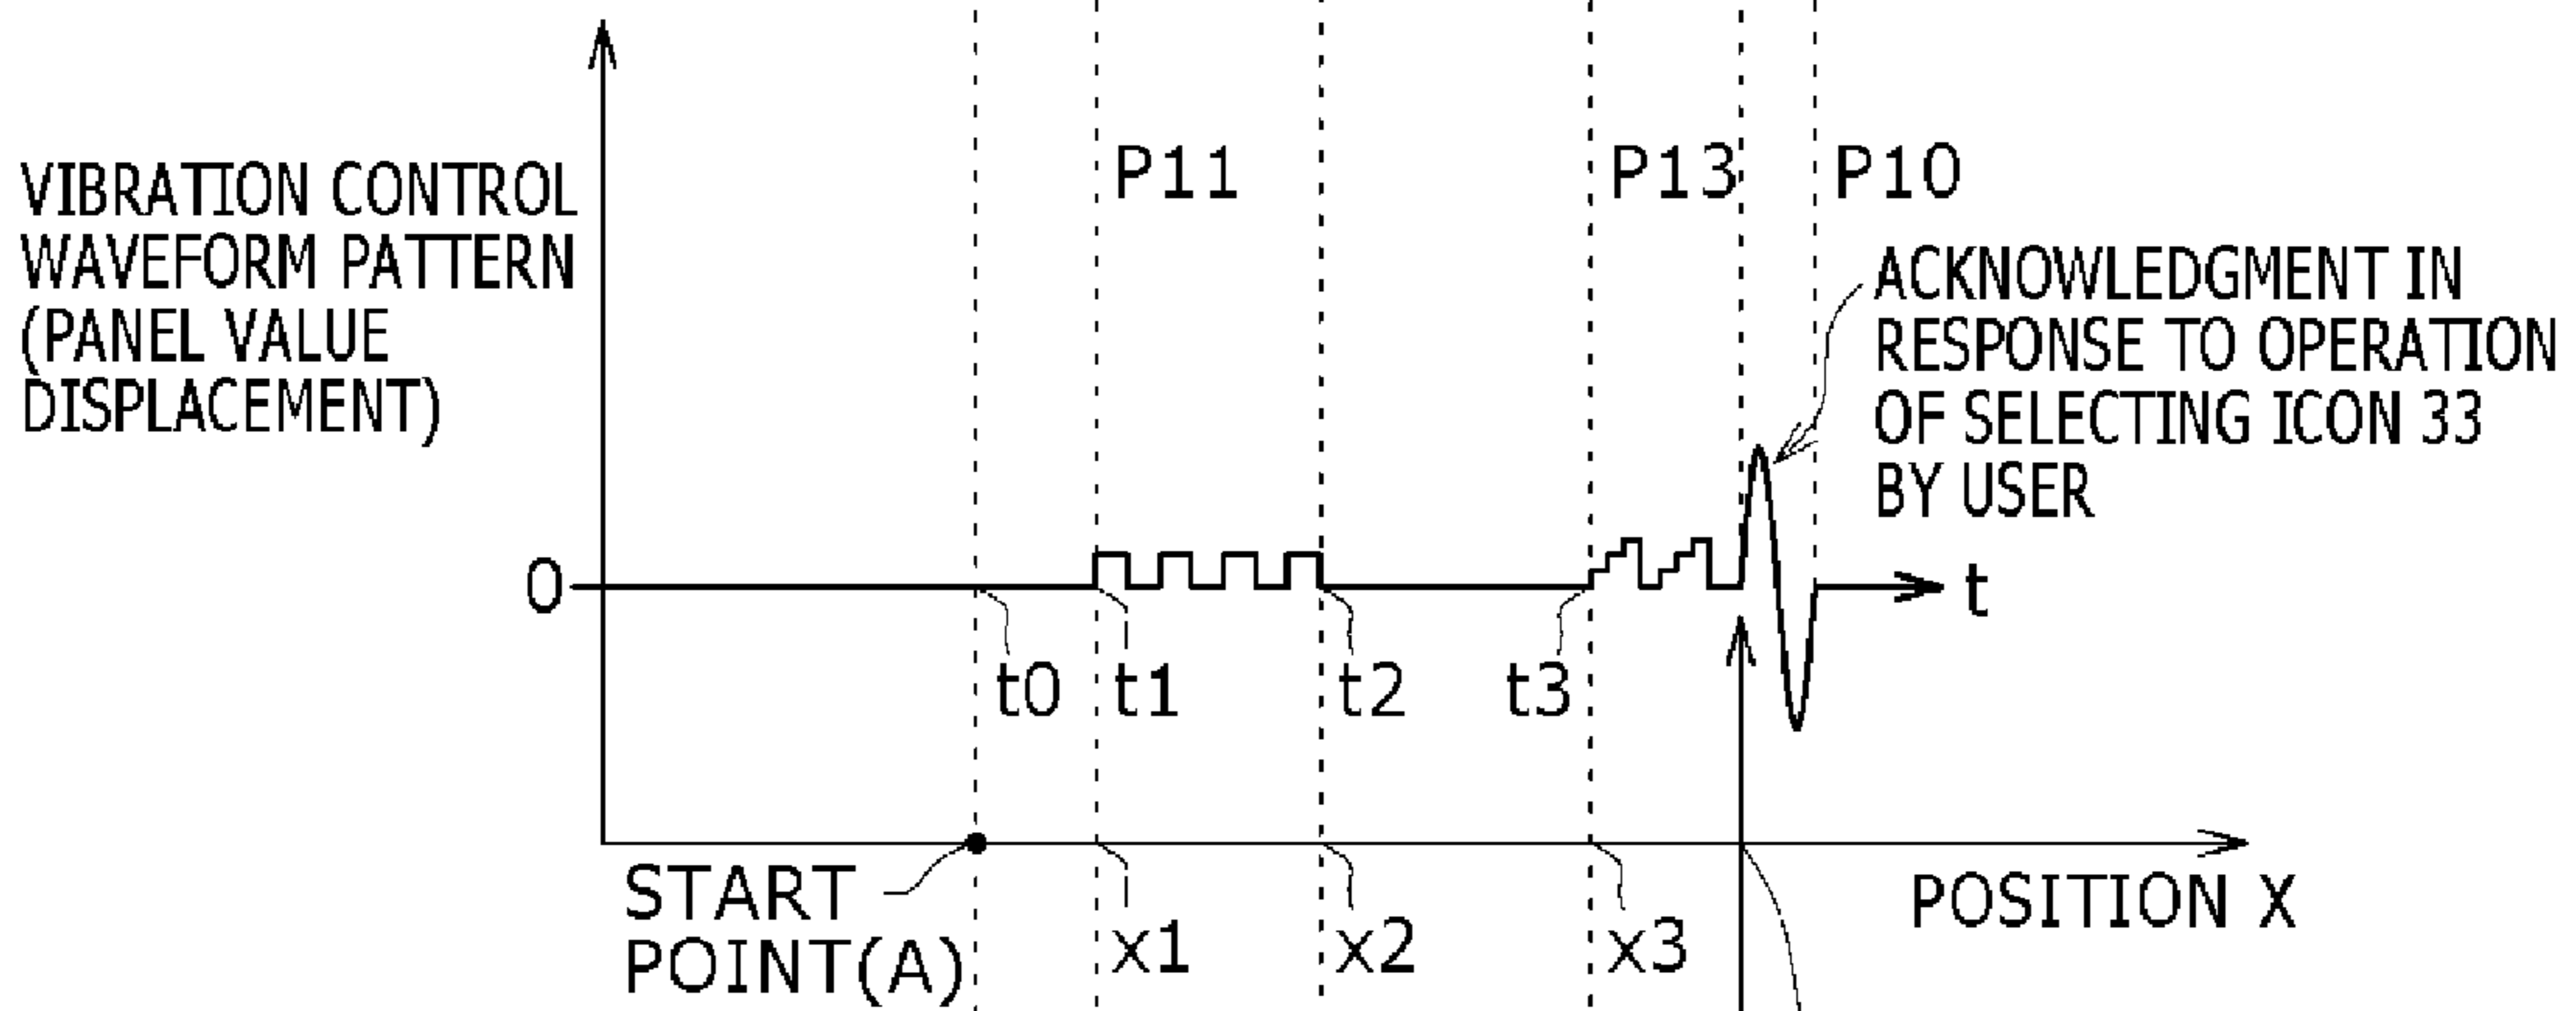 VIBRATION CONTROL
WAVEFORM PATTERN
(PANEL VALUE
DISPLACEMENT)
P11
P13
P10
ACKNOWLEDGMENT IN
RESPONSE TO OPERATION
OF SELECTING ICON 33
BY USER
0
t
t0
t1
t2
t3
START
POINT(A)
x1
x2
x3
POSITION X